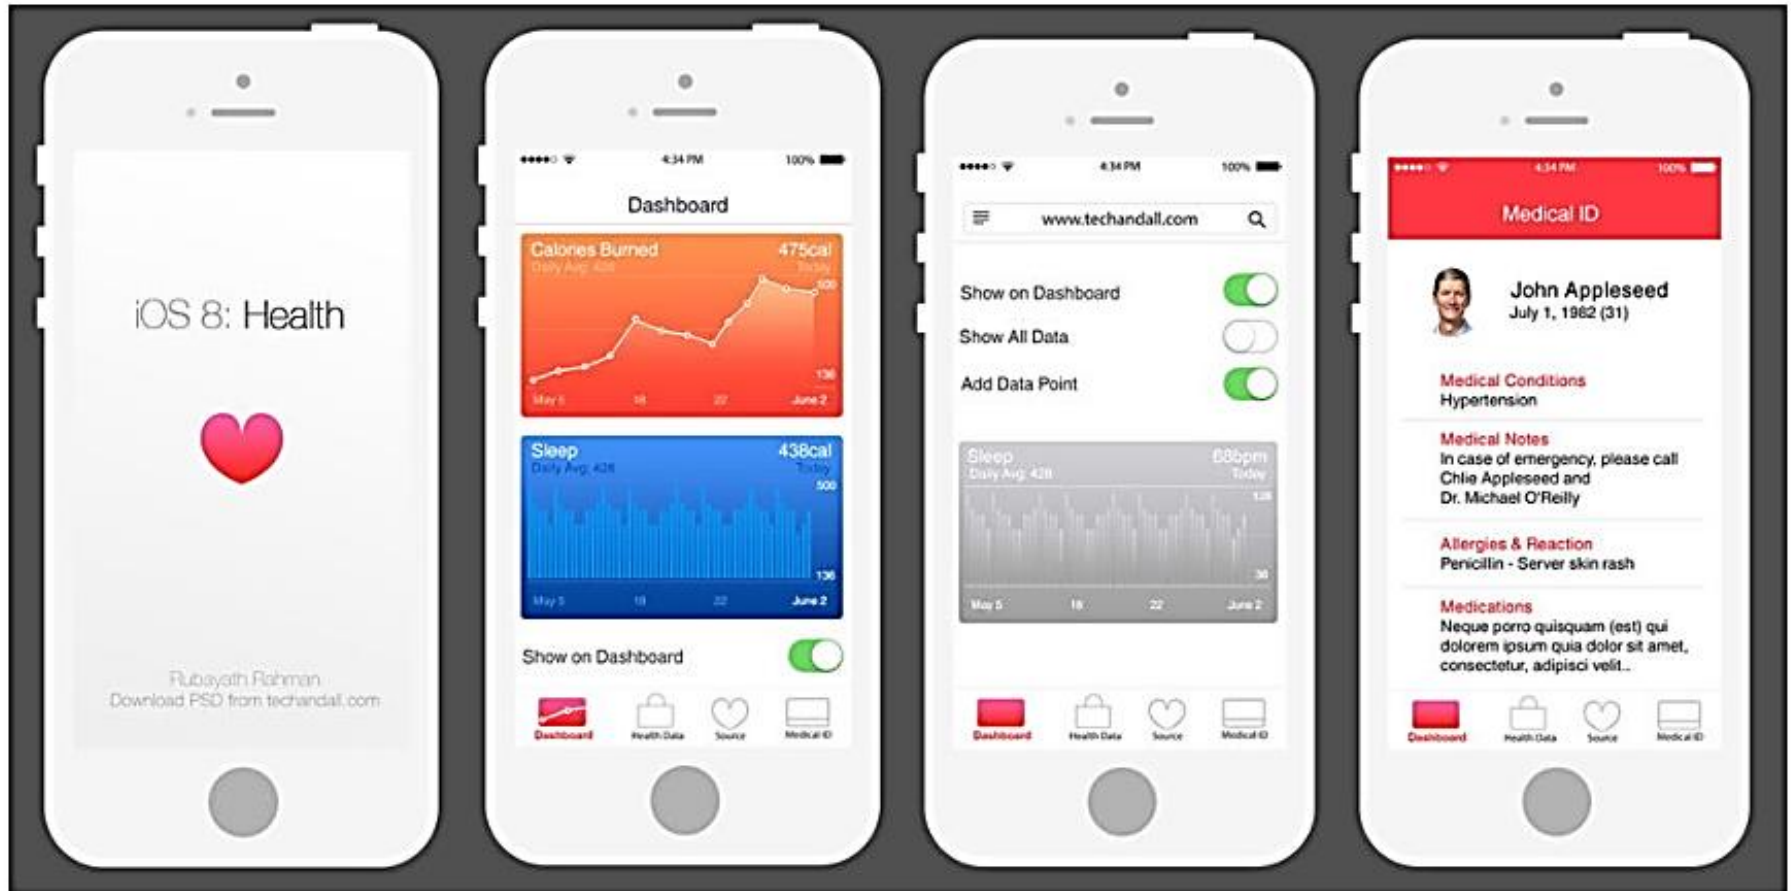 iOS 8: Health
Rubayath Rahman
Download PSD from techandall.com
4:34 PM
100%
Dashboard
Calories Burned
475cal
Daily Avg: 428
Today
500
136
May 5
18
22
June 2
Sleep
438cal
Daily Avg: 428
Today
500
136
May 5
18
22
June 2
Show on Dashboard
Dashboard
Health Data
Source
Medical ID
4:34 PM
100%
www.techandall.com
Show on Dashboard
Show All Data
Add Data Point
Sleep
68bpm
Daily Avg: 428
Today
May 5
18
22
June 2
Dashboard
Health Data
Source
Medical ID
4:34 PM
100%
Medical ID
John Appleseed
July 1, 1982 (31)
Medical Conditions
Hypertension
Medical Notes
In case of emergency, please call
Chlie Appleseed and
Dr. Michael O'Reilly
Allergies & Reaction
Penicillin - Server skin rash
Medications
Neque porro quisquam (est) qui
dolorem ipsum quia dolor sit amet,
consectetur, adipisci velit...
Dashboard
Health Data
Source
Medical ID